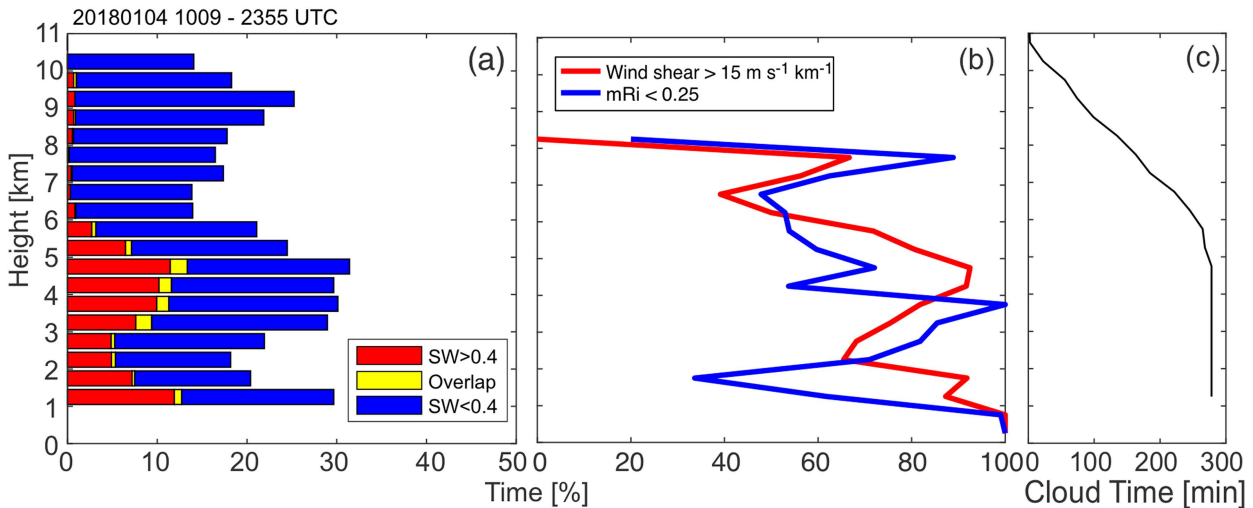 20180104 1009 - 2355 UTC
(a)
11
10
9
8
7
6
5
4
3
2
1
0
Height [km]
SW>0.4
Overlap
SW<0.4
0 10 20 30 40 50
(b)
Wind shear > 15 m s-1 km-1
mRi < 0.25
0 20 40 60 80 100
Time [%]
(c)
0 100 200 300
Cloud Time [min]